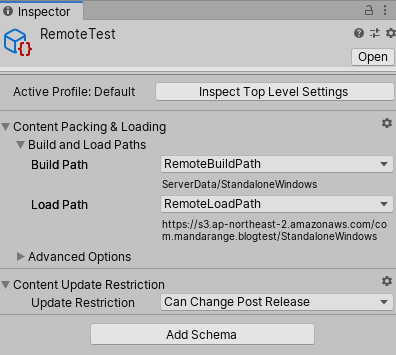 Inspector
RemoteTest
Open
Active Profile: Default Inspect Top Level Settings
Content Packing & Loading
Build and Load Paths
Build Path RemoteBuildPath
ServerData/StandaloneWindows
Load Path RemoteLoadPath
https://s3.ap-northeast-2.amazonaws.com/co
m.mandarange.blogtest/StandaloneWindows
Advanced Options
Content Update Restriction
Update Restriction Can Change Post Release
Add Schema